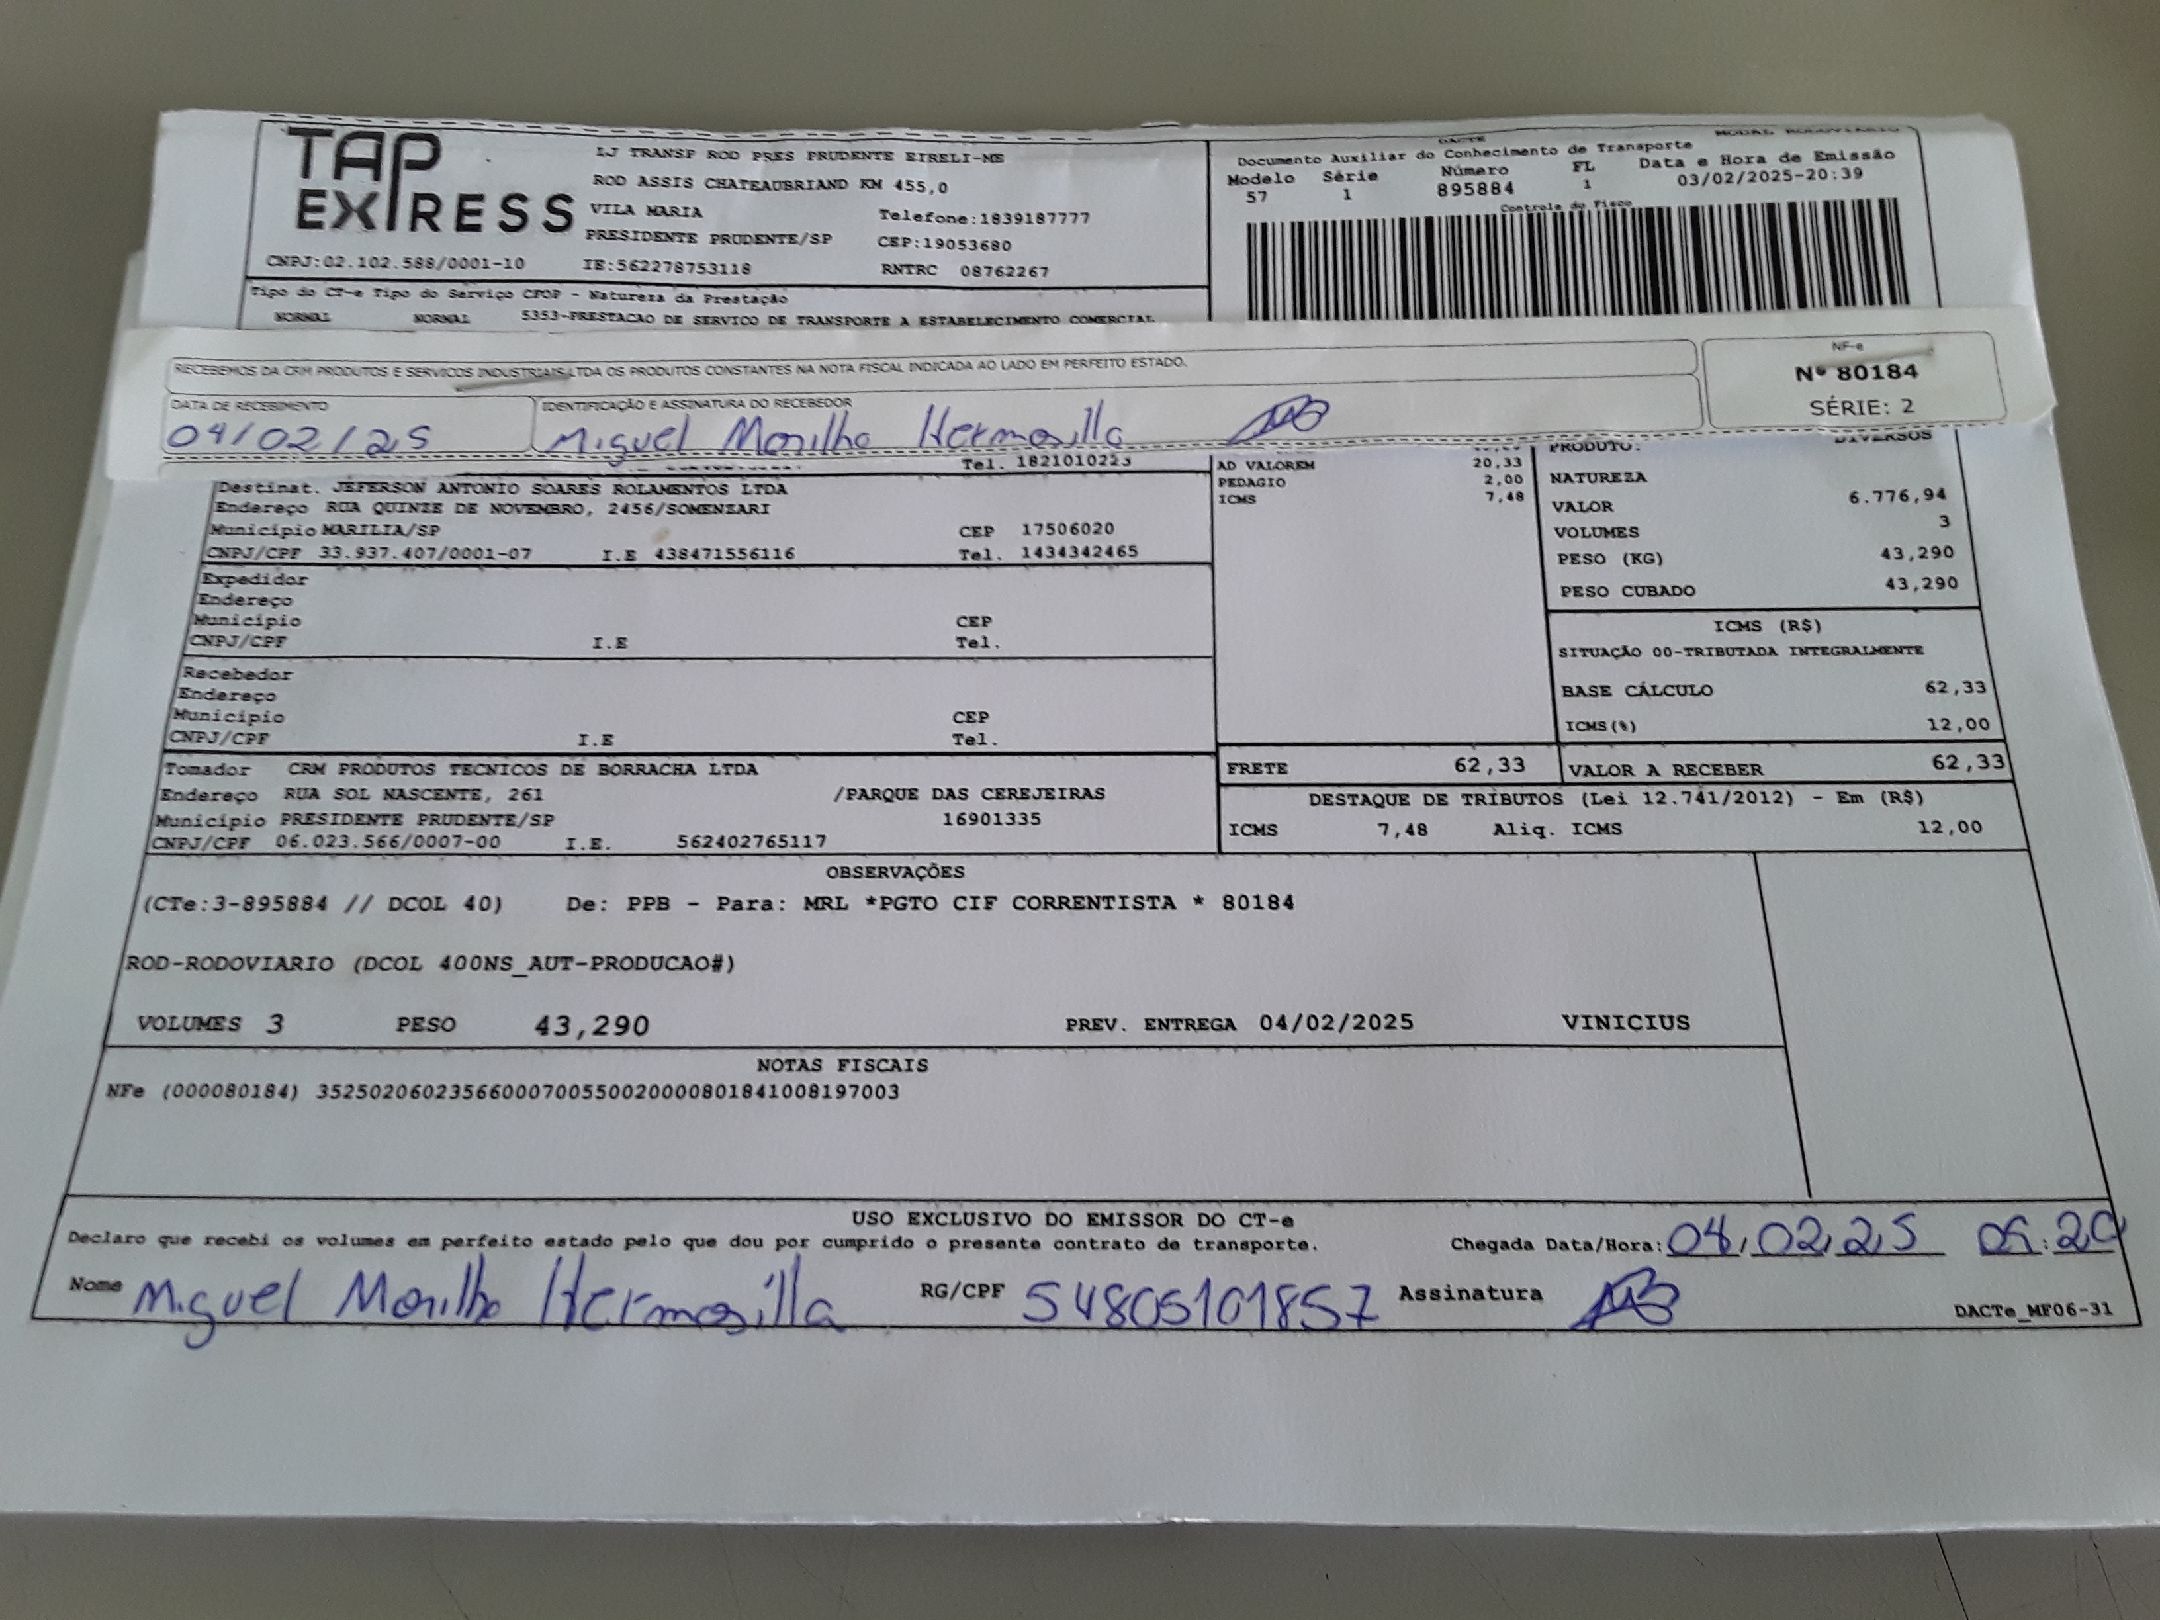 TAP
EXPRESS
LJ TRANSP ROD PRES PRUDENTE EIRELI-ME
ROD ASSIS CHATEAUBRIAND KM 455,0
VILA MARIA Telefone:1839187777
PRESIDENTE PRUDENTE/SP CEP:19053680
CNPJ:02.102.588/0001-10 IE:562278753118 RNTRC 08762267
Tipo do CT-e Tipo do Serviço CFOP - Natureza da Prestação
NORMAL NORMAL 5353-PRESTACAO DE SERVICO DE TRANSPORTE A ESTABELECIMENTO COMERCIAL
DACTE MODAL RODOVIARIO
Documento Auxiliar do Conhecimento de Transporte
Modelo Série Número FL Data e Hora de Emissão
57 1 895884 1 03/02/2025-20:39
Controle do Fisco
RECEBEMOS DA CRM PRODUTOS E SERVICOS INDUSTRIAIS LTDA OS PRODUTOS CONSTANTES NA NOTA FISCAL INDICADA AO LADO EM PERFEITO ESTADO.
DATA DE RECEBIMENTO IDENTIFICAÇÃO E ASSINATURA DO RECEBEDOR
04/02/25 Miguel Morilho Hermosilla
NF-e
Nº 80184
SÉRIE: 2
Tel. 1821010223
Destinat. JEFERSON ANTONIO SOARES ROLAMENTOS LTDA
Endereço RUA QUINZE DE NOVEMBRO, 2456/SOMENZARI
Município MARILIA/SP CEP 17506020
CNPJ/CPF 33.937.407/0001-07 I.E 438471556116 Tel. 1434342465
Expedidor
Endereço
Município CEP
CNPJ/CPF I.E Tel.
Recebedor
Endereço
Município CEP
CNPJ/CPF I.E Tel.
Tomador CRM PRODUTOS TECNICOS DE BORRACHA LTDA
Endereço RUA SOL NASCENTE, 261 /PARQUE DAS CEREJEIRAS
Município PRESIDENTE PRUDENTE/SP 16901335
CNPJ/CPF 06.023.566/0007-00 I.E. 562402765117
AD VALOREM 20,33
PEDAGIO 2,00
ICMS 7,48
PRODUTO: DIVERSOS
NATUREZA
VALOR 6.776,94
VOLUMES 3
PESO (KG) 43,290
PESO CUBADO 43,290
ICMS (R$)
SITUAÇÃO 00-TRIBUTADA INTEGRALMENTE
BASE CÁLCULO 62,33
ICMS(%) 12,00
FRETE 62,33 VALOR A RECEBER 62,33
DESTAQUE DE TRIBUTOS (Lei 12.741/2012) - Em (R$)
ICMS 7,48 Aliq. ICMS 12,00
OBSERVAÇÕES
(CTe:3-895884 // DCOL 40) De: PPB - Para: MRL *PGTO CIF CORRENTISTA * 80184
ROD-RODOVIARIO (DCOL 400NS_AUT-PRODUCAO#)
VOLUMES 3 PESO 43,290 PREV. ENTREGA 04/02/2025 VINICIUS
NOTAS FISCAIS
NFe (000080184) 35250206023566000700550020000801841008197003
USO EXCLUSIVO DO EMISSOR DO CT-e
Declaro que recebi os volumes em perfeito estado pelo que dou por cumprido o presente contrato de transporte. Chegada Data/Hora: 04,02,25
Nome Miguel Morilho Hermosilla RG/CPF 54805101857 Assinatura
DACTe_MF06-31